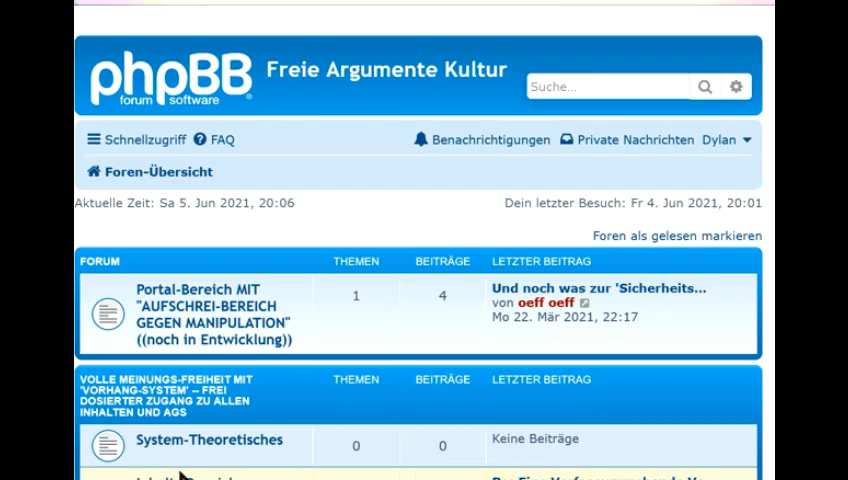 phpBB
forum software
Freie Argumente Kultur
Suche...
Schnellzugriff FAQ Benachrichtigungen Private Nachrichten Dylan
Foren-Übersicht
Aktuelle Zeit: Sa 5. Jun 2021, 20:06 Dein letzter Besuch: Fr 4. Jun 2021, 20:01
Foren als gelesen markieren
FORUM THEMEN BEITRÄGE LETZTER BEITRAG
Portal-Bereich MIT
"AUFSCHREI-BEREICH
GEGEN MANIPULATION"
((noch in Entwicklung))
1 4
Und noch was zur 'Sicherheits...
von oeff oeff
Mo 22. Mär 2021, 22:17
VOLLE MEINUNGS-FREIHEIT MIT
'VORHANG-SYSTEM' -- FREI
DOSIERTER ZUGANG ZU ALLEN
INHALTEN UND AGS
THEMEN BEITRÄGE LETZTER BEITRAG
System-Theoretisches 0 0 Keine Beiträge